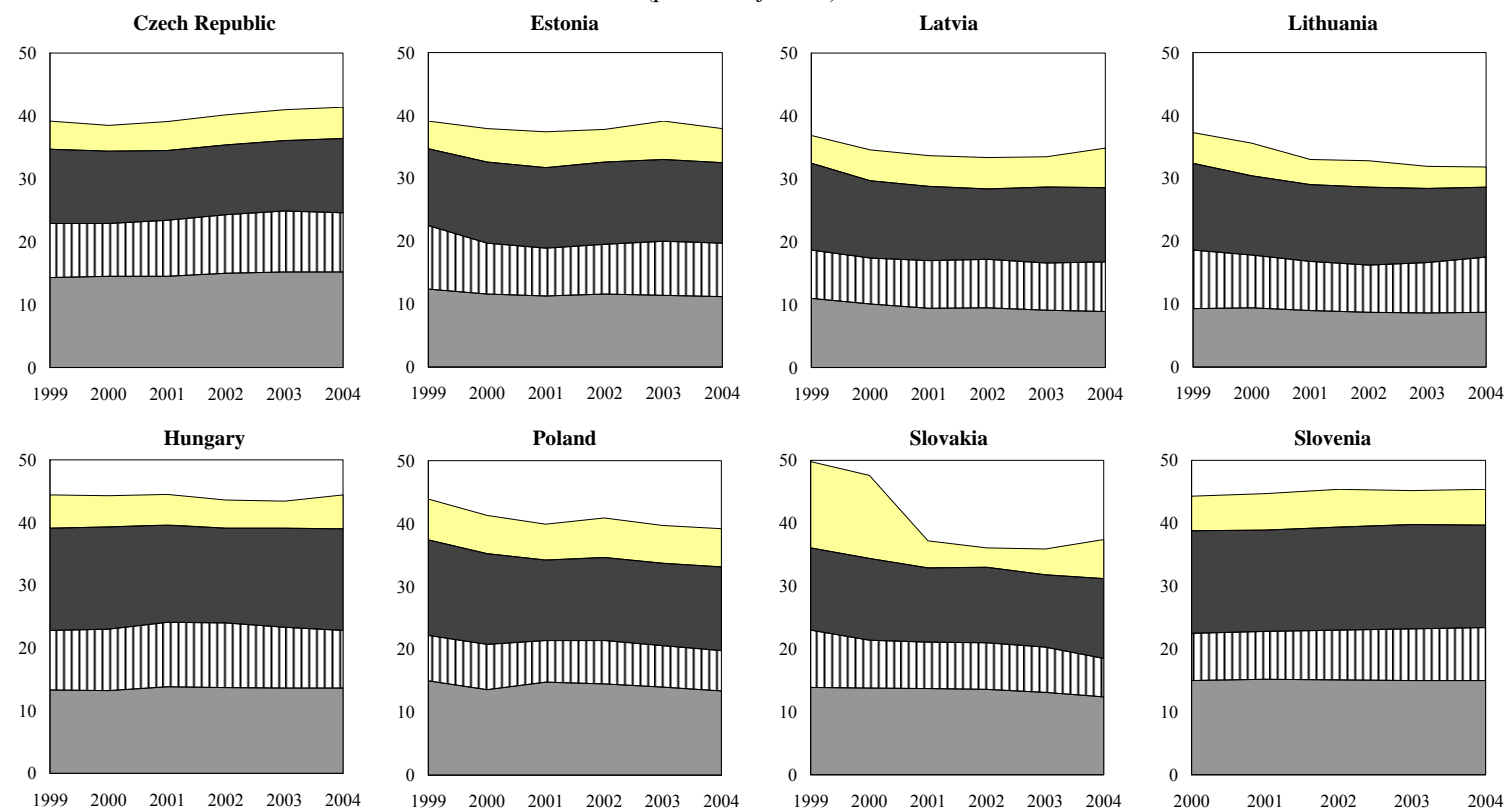 Czech Republic Estonia Latvia Lithuania
50 50 50 50
40 40 40 40
30 30 30 30
20 20 20 20
10 10 10 10
0 0 0 0
1999 2000 2001 2002 2003 2004 1999 2000 2001 2002 2003 2004 1999 2000 2001 2002 2003 2004 1999 2000 2001 2002 2003 2004
Hungary Poland Slovakia Slovenia
50 50 50 50
40 40 40 40
30 30 30 30
20 20 20 20
10 10 10 10
0 0 0 0
1999 2000 2001 2002 2003 2004 1999 2000 2001 2002 2003 2004 1999 2000 2001 2002 2003 2004 2000 2001 2002 2003 2004